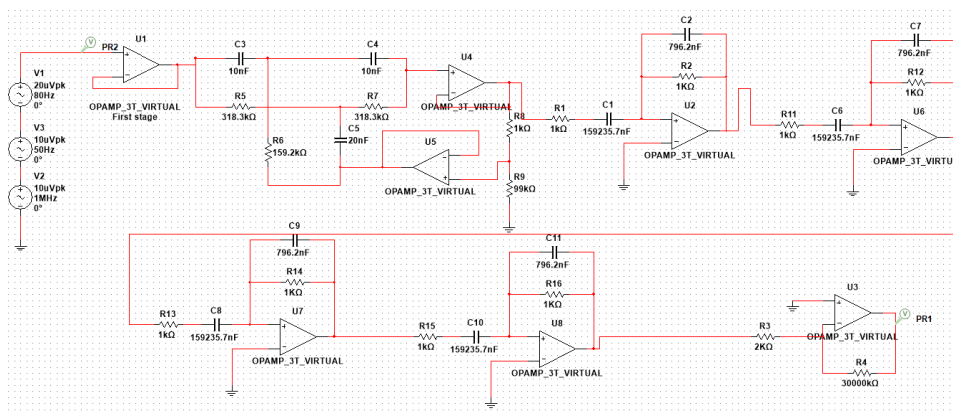 V1
20uVpk
80Hz
0°
V3
10uVpk
50Hz
0°
V2
10uVpk
1MHz
0°
V
PR2
U1
OPAMP_3T_VIRTUAL
First stage
C3
10nF
C4
10nF
R5
318.3kΩ
R7
318.3kΩ
R6
159.2kΩ
C5
20nF
U5
OPAMP_3T_VIRTUAL
U4
OPAMP_3T_VIRTUAL
R8
1kΩ
R9
99kΩ
R1
1kΩ
C1
159235.7nF
C2
796.2nF
R2
1KΩ
U2
OPAMP_3T_VIRTUAL
R11
1kΩ
C6
159235.7nF
C7
796.2nF
R12
1KΩ
U6
OPAMP_3T_VIRTU
R13
1kΩ
C8
159235.7nF
C9
796.2nF
R14
1KΩ
U7
OPAMP_3T_VIRTUAL
R15
1kΩ
C10
159235.7nF
C11
796.2nF
R16
1KΩ
U8
OPAMP_3T_VIRTUAL
R3
2KΩ
U3
OPAMP_3T_VIRTUAL
R4
30000kΩ
V
PR1